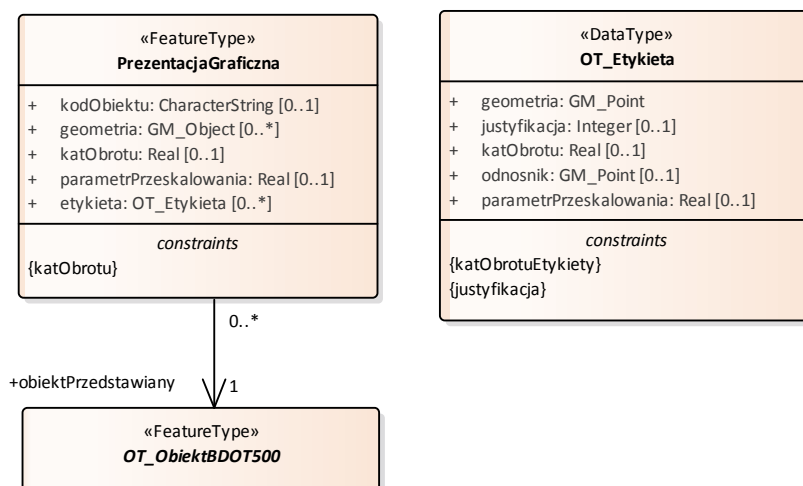 «FeatureType»
PrezentacjaGraficzna
+ kodObiektu: CharacterString [0..1]
+ geometria: GM_Object [0..*]
+ katObrotu: Real [0..1]
+ parametrPrzeskalowania: Real [0..1]
+ etykieta: OT_Etykieta [0..*]
constraints
{katObrotu}
«DataType»
OT_Etykieta
+ geometria: GM_Point
+ justyfikacja: Integer [0..1]
+ katObrotu: Real [0..1]
+ odnosnik: GM_Point [0..1]
+ parametrPrzeskalowania: Real [0..1]
constraints
{katObrotuEtykiety}
{justyfikacja}
0..*
+obiektPrzedstawiany
1
«FeatureType»
OT_ObiektBDOT500